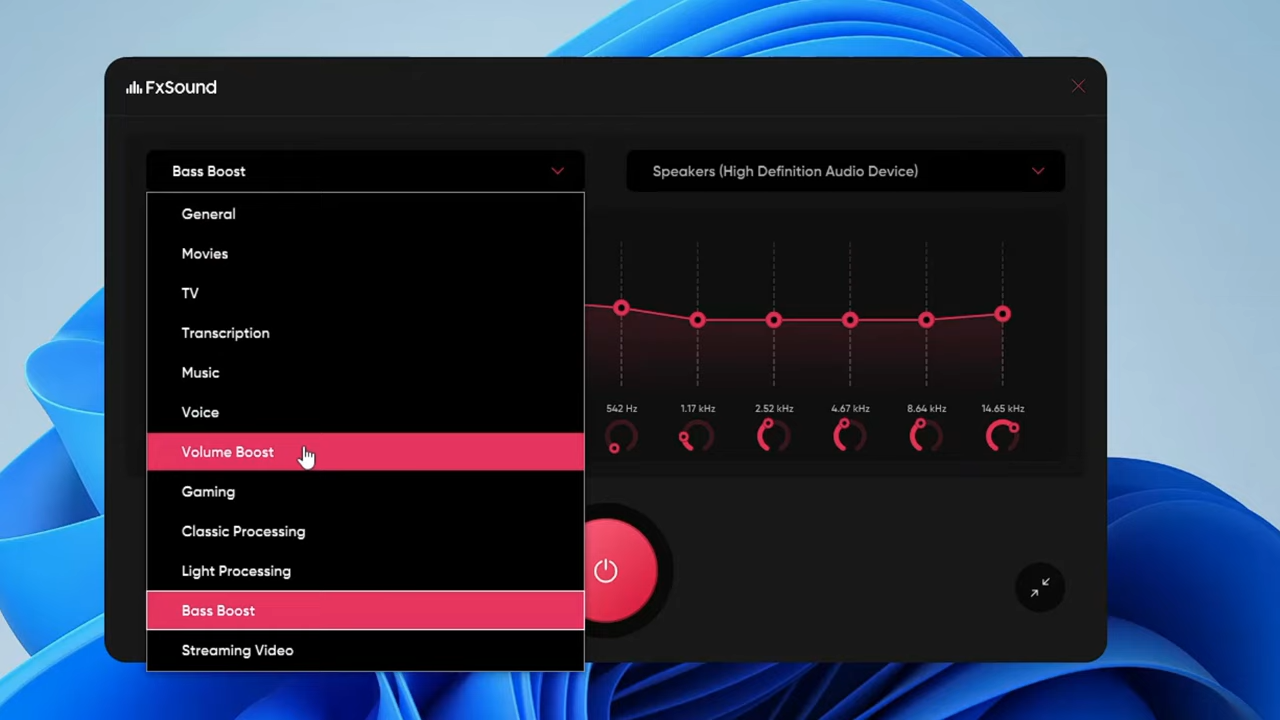 FxSound
Bass Boost
Speakers (High Definition Audio Device)
General
Movies
TV
Transcription
Music
Voice
Volume Boost
Gaming
Classic Processing
Light Processing
Bass Boost
Streaming Video
542 Hz 1.17 kHz 2.52 kHz 4.67 kHz 8.64 kHz 14.65 kHz